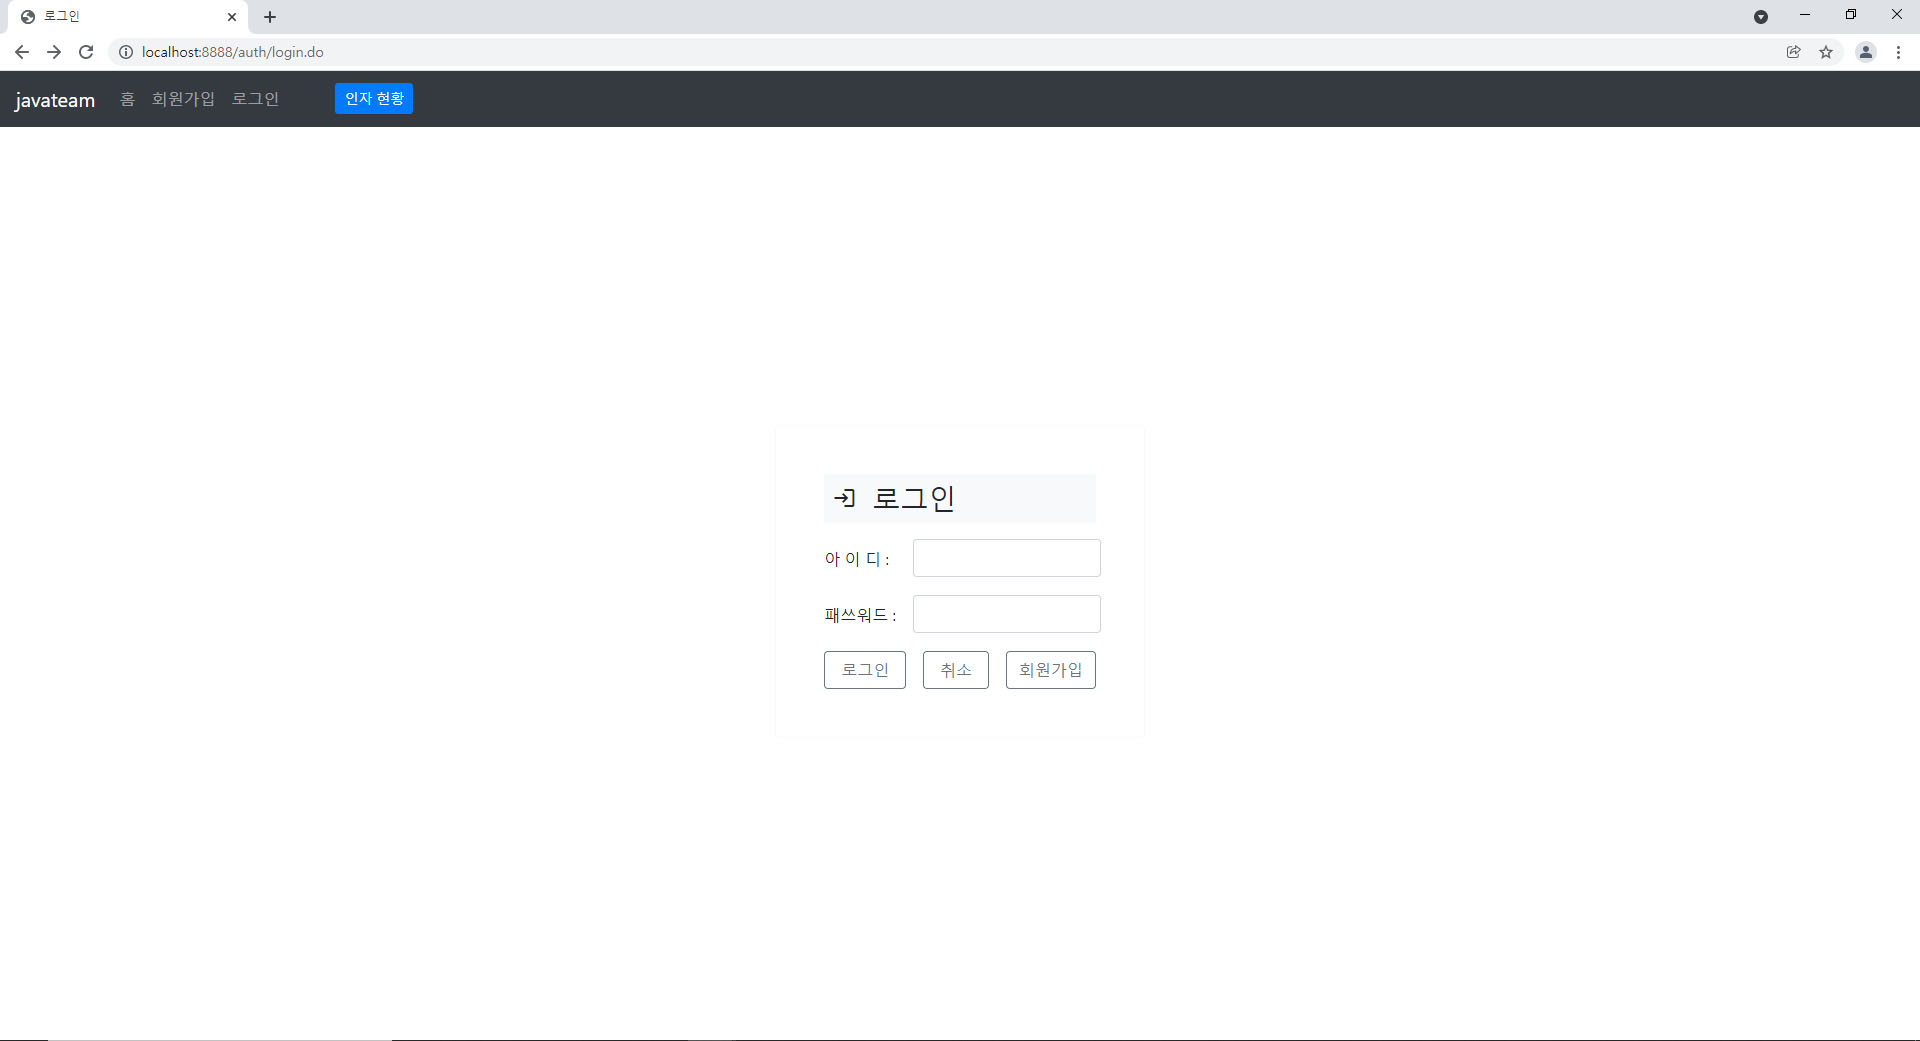 로그인
localhost:8888/auth/login.do
javateam 홈 회원가입 로그인 인자 현황
로그인
아 이 디 :
패쓰워드 :
로그인 취소 회원가입